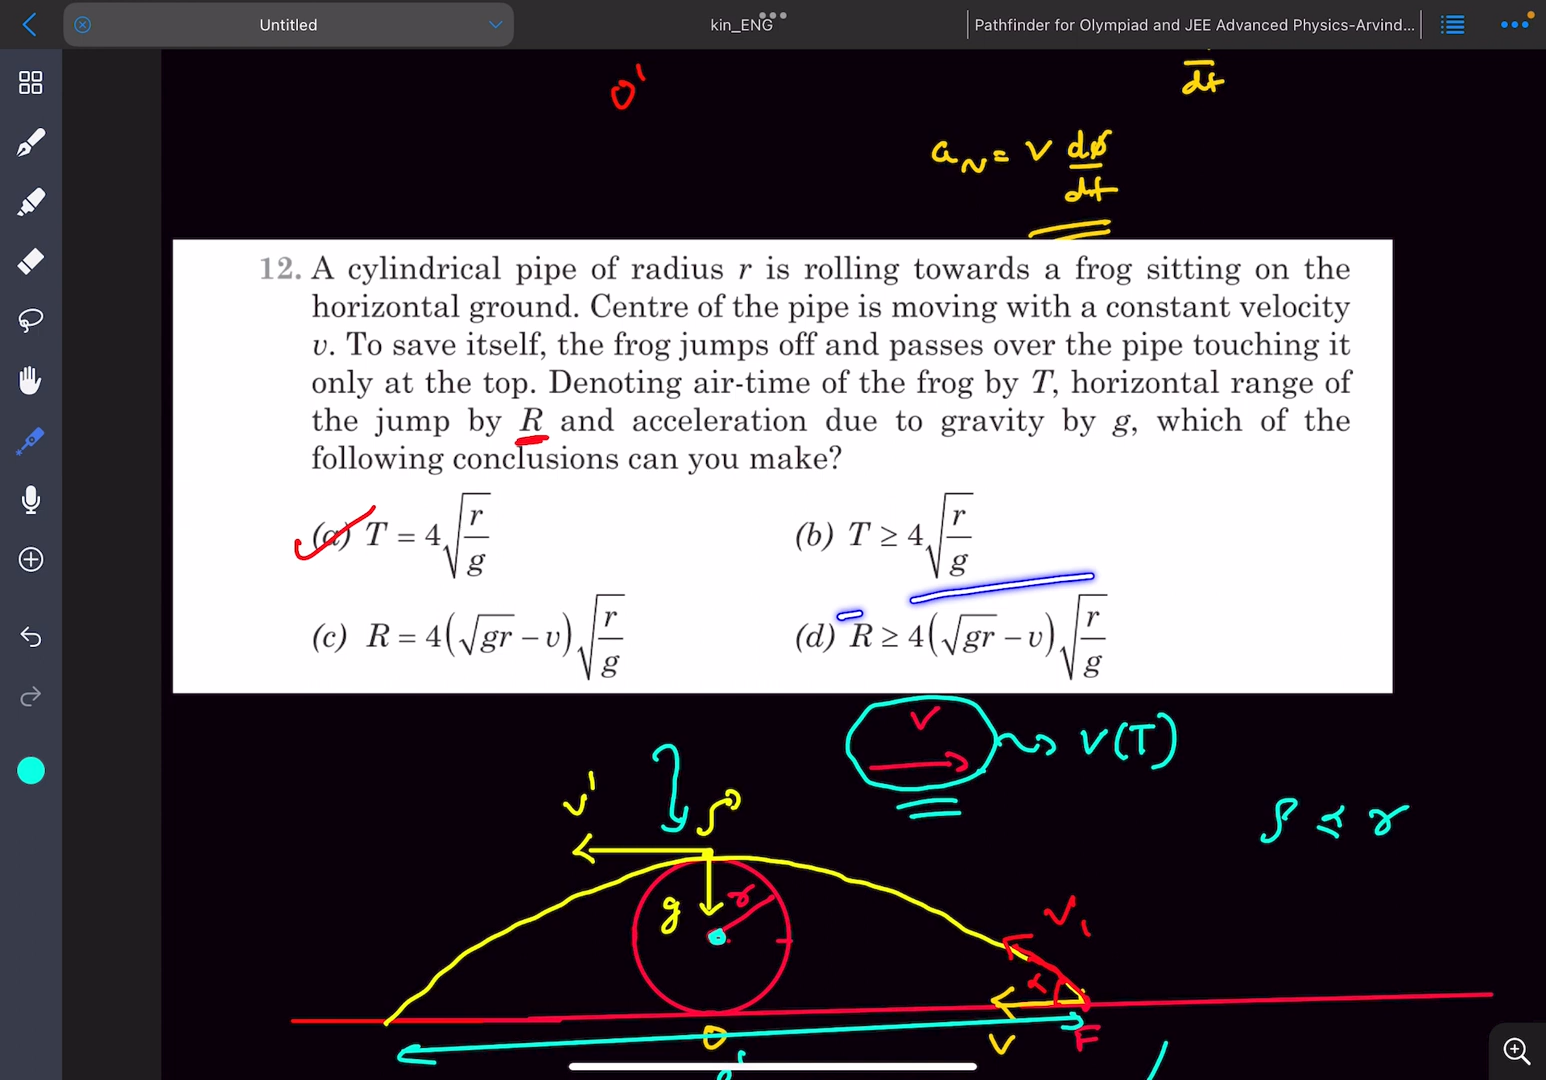 Untitled
kin_ENG
Pathfinder for Olympiad and JEE Advanced Physics-Arvind...
O'
dt
a_N = v dφ/dt
12. A cylindrical pipe of radius r is rolling towards a frog sitting on the
horizontal ground. Centre of the pipe is moving with a constant velocity
v. To save itself, the frog jumps off and passes over the pipe touching it
only at the top. Denoting air-time of the frog by T, horizontal range of
the jump by R and acceleration due to gravity by g, which of the
following conclusions can you make?
(a) T = 4√(r/g)
(b) T ≥ 4√(r/g)
(c) R = 4(√gr − v)√(r/g)
(d) R ≥ 4(√gr − v)√(r/g)
v
v(T)
v'
g
r
v₁
α
v
F
O